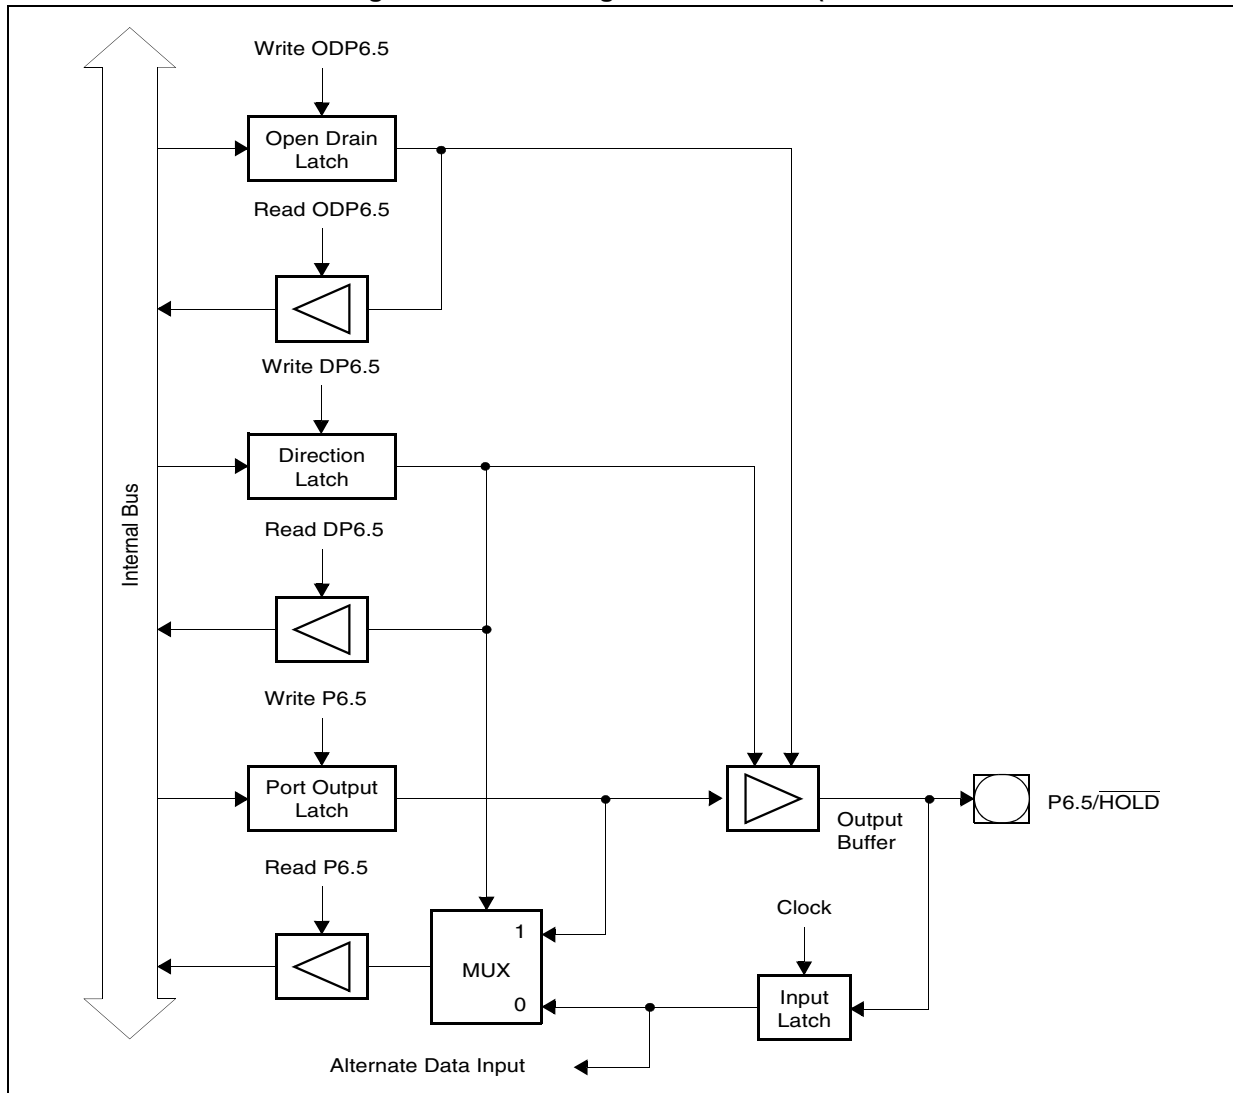 Write ODP6.5
Open Drain
Latch
Read ODP6.5
Write DP6.5
Direction
Latch
Internal Bus
Read DP6.5
Write P6.5
Port Output
Latch
Output
Buffer
P6.5/HOLD
Read P6.5
Clock
1
MUX
0
Input
Latch
Alternate Data Input